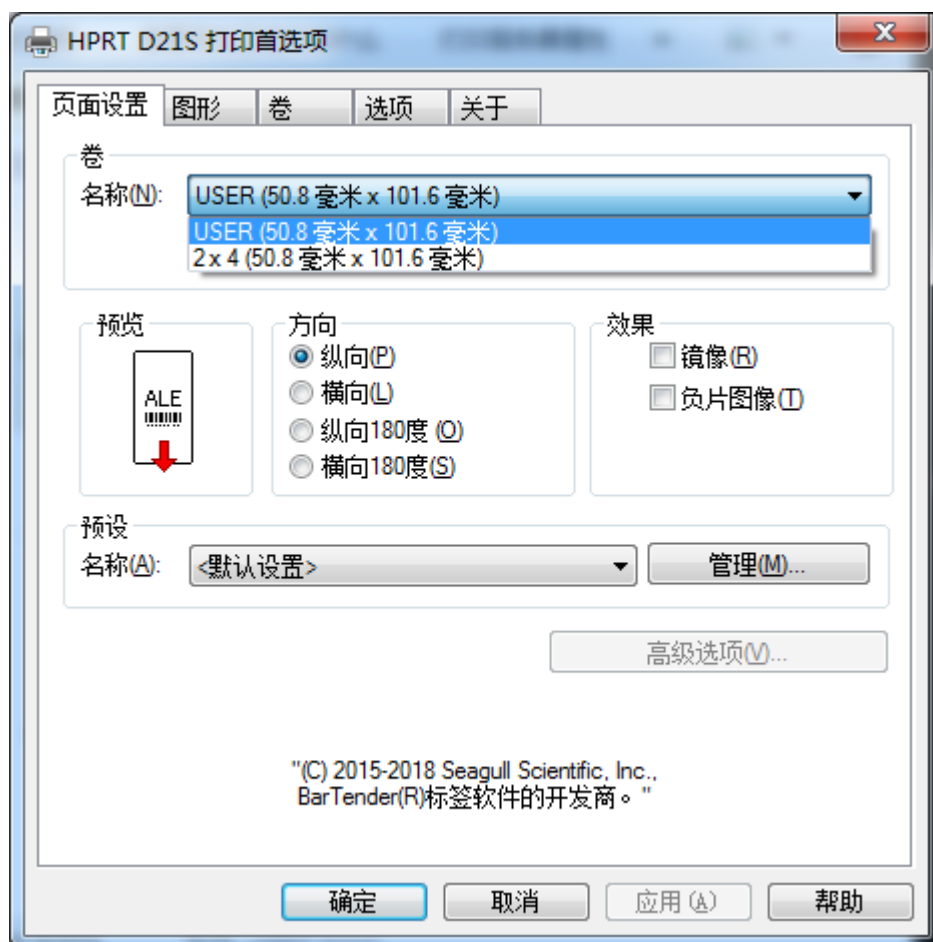 HPRT D21S 打印首选项
页面设置 图形 卷 选项 关于
卷
名称(N): USER (50.8 毫米 x 101.6 毫米)
USER (50.8 毫米 x 101.6 毫米)
2 x 4 (50.8 毫米 x 101.6 毫米)
预览 方向 效果
ALE
纵向(P)
横向(L)
纵向180度 (O)
横向180度(S)
镜像(R)
负片图像(T)
预设
名称(A): <默认设置> 管理(M)...
高级选项(V)...
"(C) 2015-2018 Seagull Scientific, Inc.,
BarTender(R)标签软件的开发商。"
确定 取消 应用 (A) 帮助